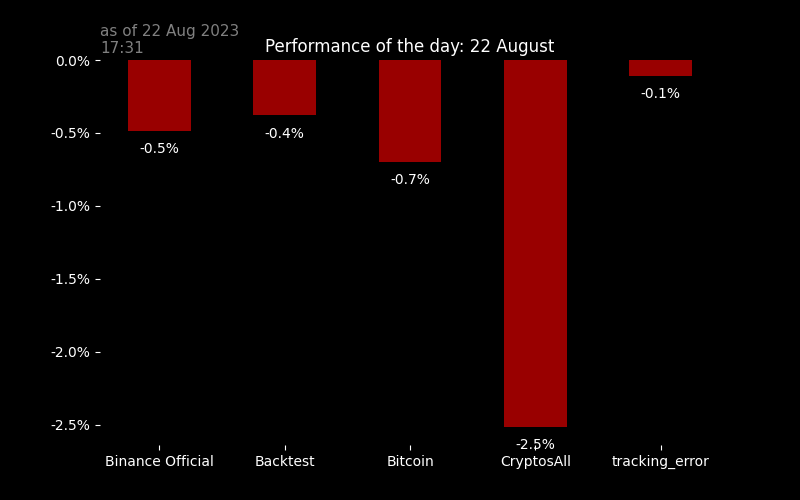 as of 22 Aug 2023
17:31
Performance of the day: 22 August
0.0%
-0.5%
-1.0%
-1.5%
-2.0%
-2.5%
-0.5%
-0.4%
-0.7%
-2.5%
-0.1%
Binance Official
Backtest
Bitcoin
CryptosAll
tracking_error